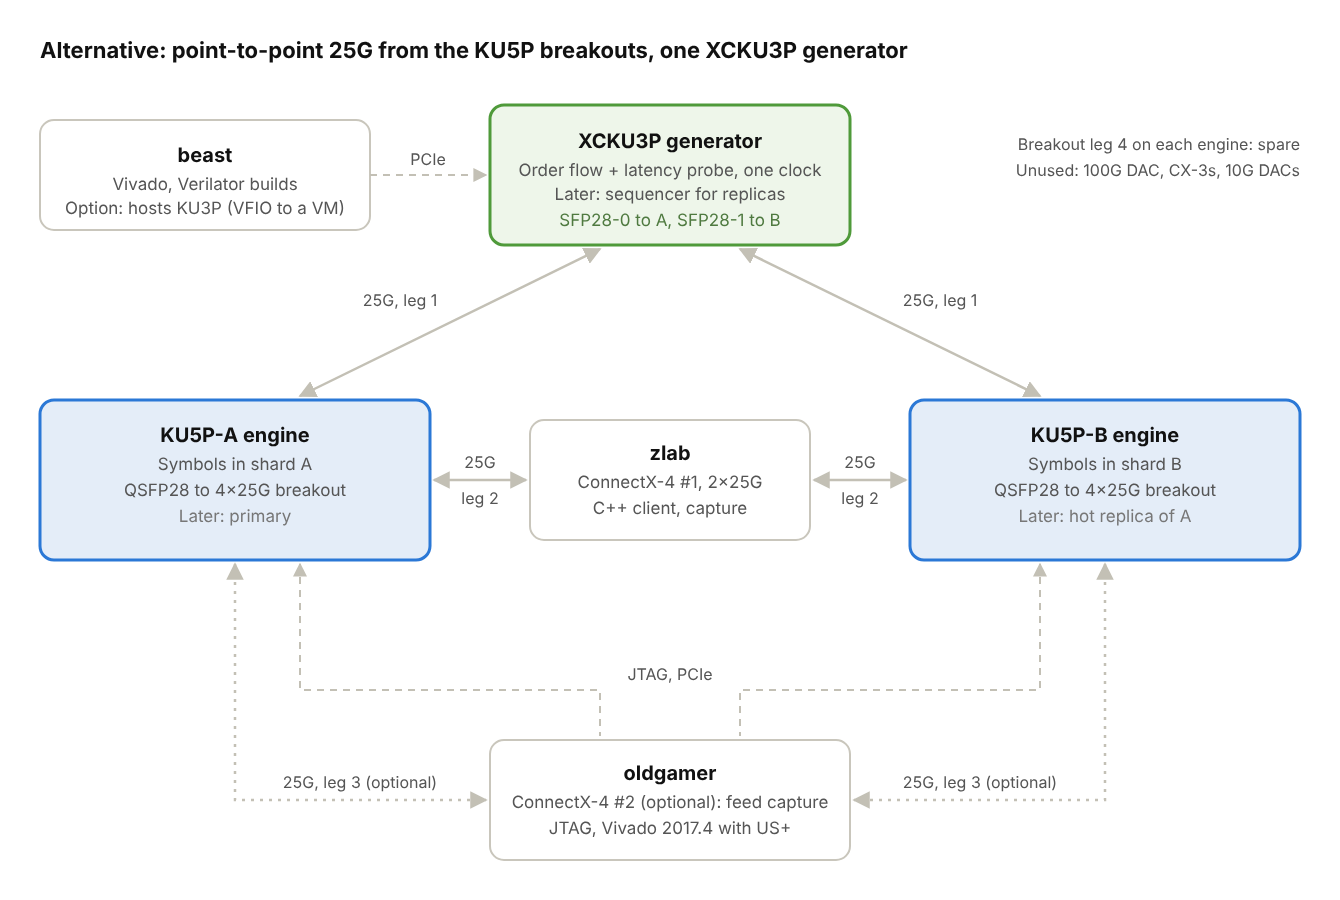 Alternative: point-to-point 25G from the KU5P breakouts, one XCKU3P generator
beast
Vivado, Verilator builds
Option: hosts KU3P (VFIO to a VM)
PCIe
XCKU3P generator
Order flow + latency probe, one clock
Later: sequencer for replicas
SFP28-0 to A, SFP28-1 to B
Breakout leg 4 on each engine: spare
Unused: 100G DAC, CX-3s, 10G DACs
25G, leg 1
25G, leg 1
KU5P-A engine
Symbols in shard A
QSFP28 to 4×25G breakout
Later: primary
25G
leg 2
zlab
ConnectX-4 #1, 2×25G
C++ client, capture
25G
leg 2
KU5P-B engine
Symbols in shard B
QSFP28 to 4×25G breakout
Later: hot replica of A
JTAG, PCIe
25G, leg 3 (optional)
oldgamer
ConnectX-4 #2 (optional): feed capture
JTAG, Vivado 2017.4 with US+
25G, leg 3 (optional)